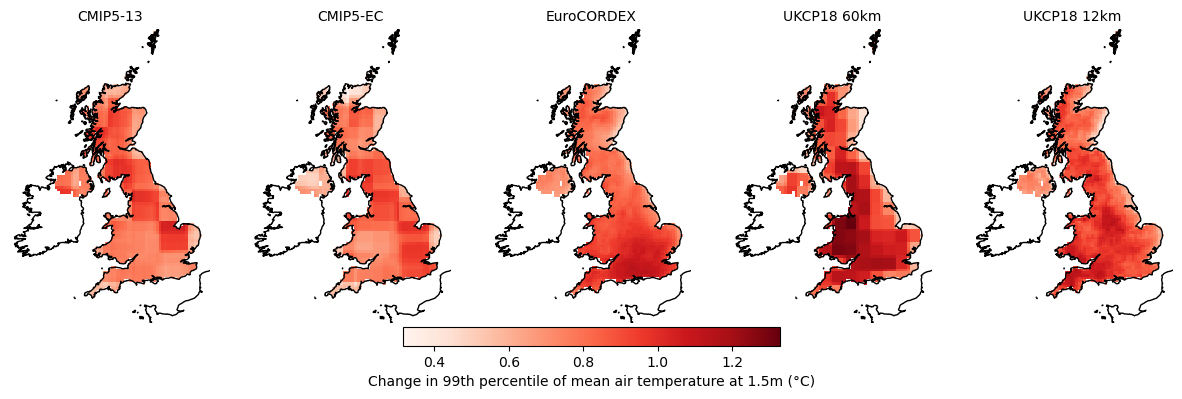 CMIP5-13
CMIP5-EC
EuroCORDEX
UKCP18 60km
UKCP18 12km
0.4
0.6
0.8
1.0
1.2
Change in 99th percentile of mean air temperature at 1.5m (°C)